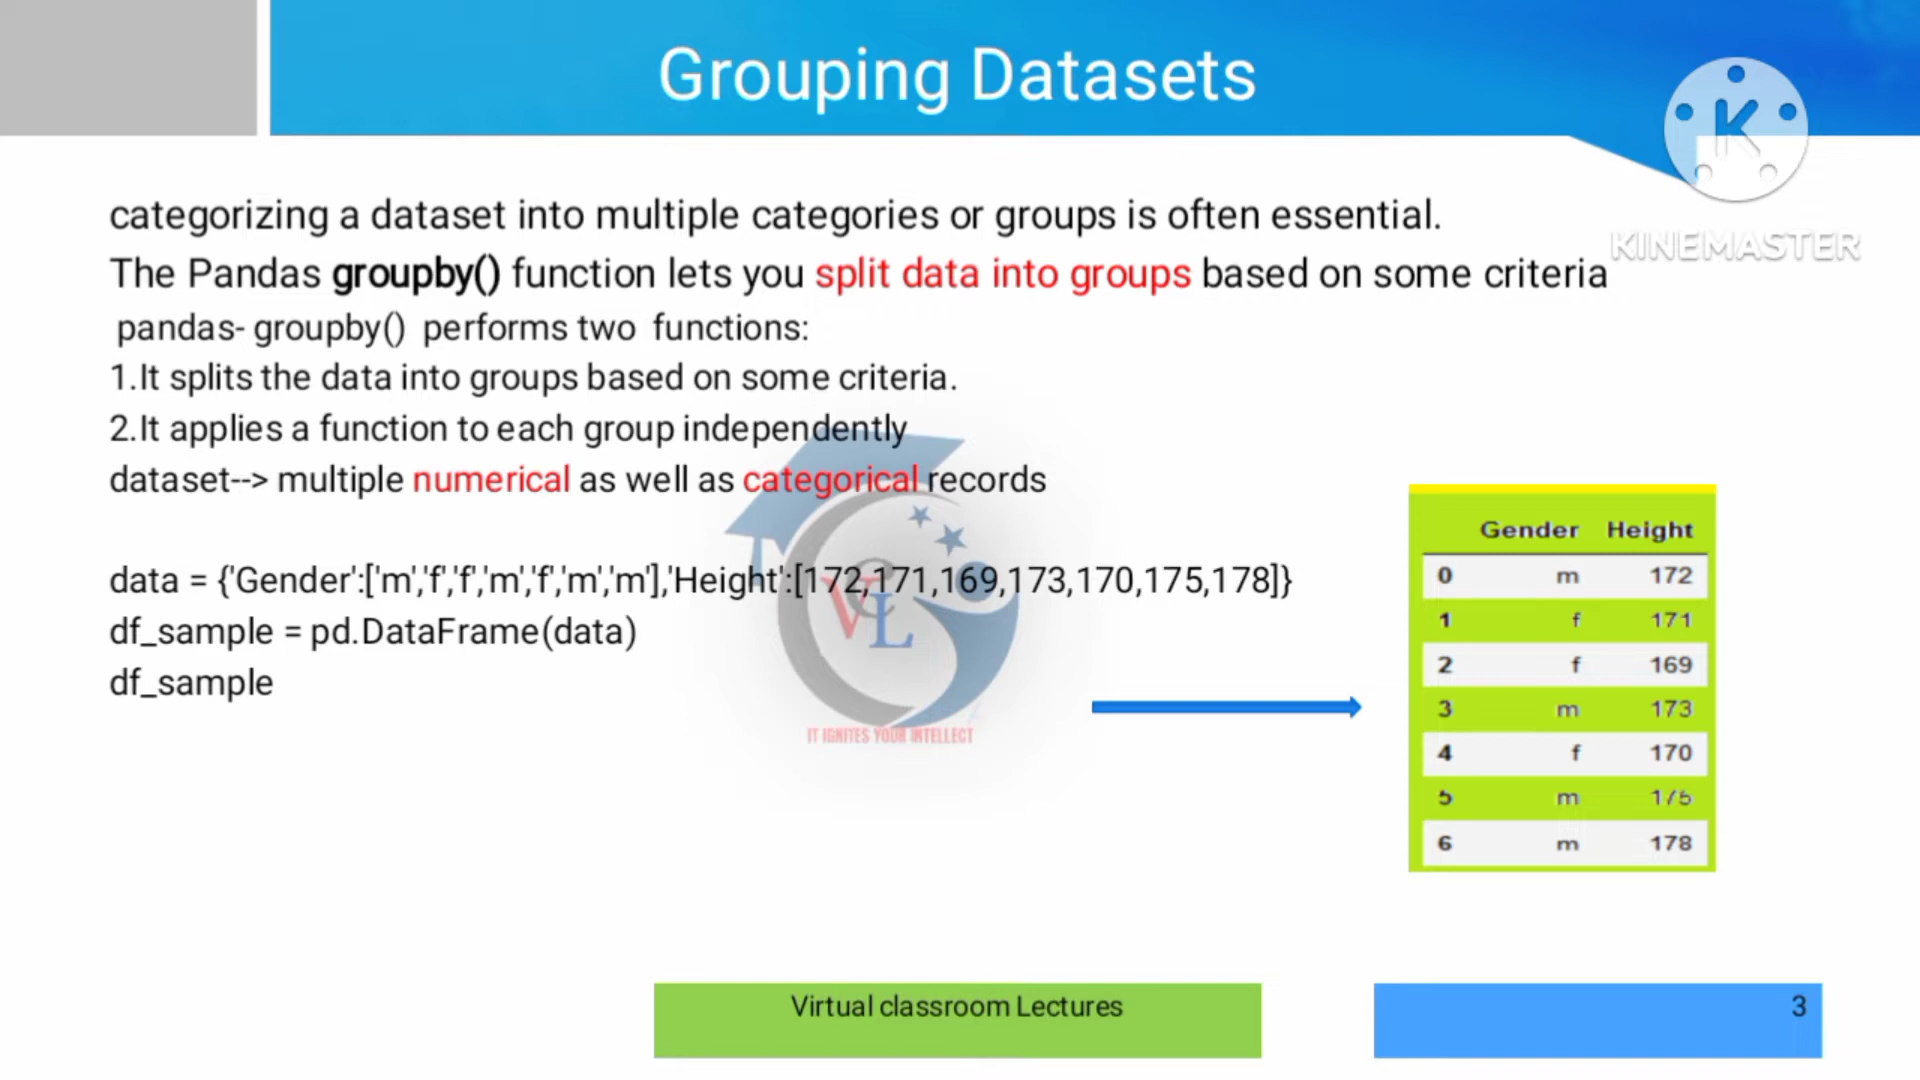 Grouping Datasets
K
KINEMASTER
categorizing a dataset into multiple categories or groups is often essential.
The Pandas groupby() function lets you split data into groups based on some criteria
pandas- groupby() performs two functions:
1.It splits the data into groups based on some criteria.
2.It applies a function to each group independently
dataset--> multiple numerical as well as categorical records
data = {'Gender':['m','f','f','m','f','m','m'],'Height':[172,171,169,173,170,175,178]}
df_sample = pd.DataFrame(data)
df_sample
VCL
IT IGNITES YOUR INTELLECT
Gender Height
0 m 172
1 f 171
2 f 169
3 m 173
4 f 170
5 m 175
6 m 178
Virtual classroom Lectures
3